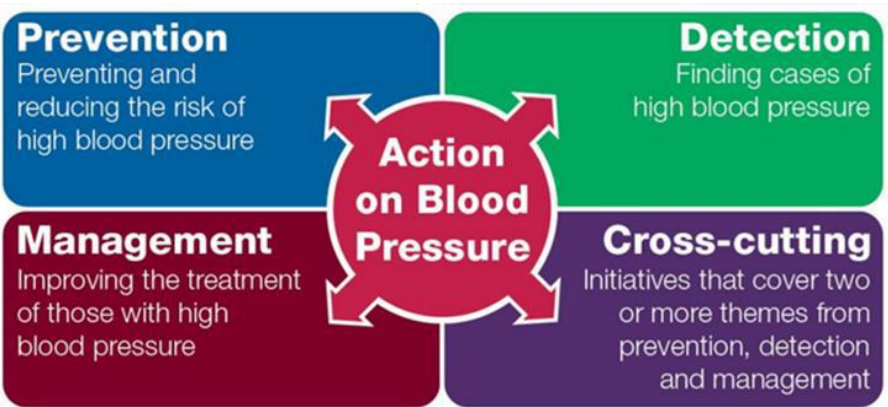 Prevention
Preventing and
reducing the risk of
high blood pressure
Detection
Finding cases of
high blood pressure
Action
on Blood
Pressure
Management
Improving the treatment
of those with high
blood pressure
Cross-cutting
Initiatives that cover two
or more themes from
prevention, detection
and management